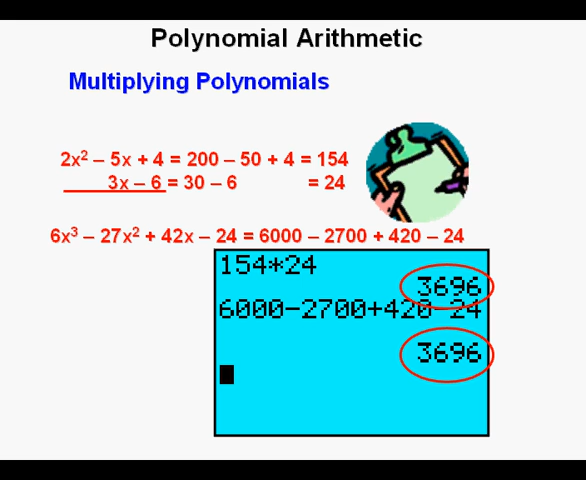 Polynomial Arithmetic
Multiplying Polynomials
2x² – 5x + 4 = 200 – 50 + 4 = 154
3x – 6 = 30 – 6 = 24
6x³ – 27x² + 42x – 24 = 6000 – 2700 + 420 – 24
154*24
3696
6000-2700+420-24
3696